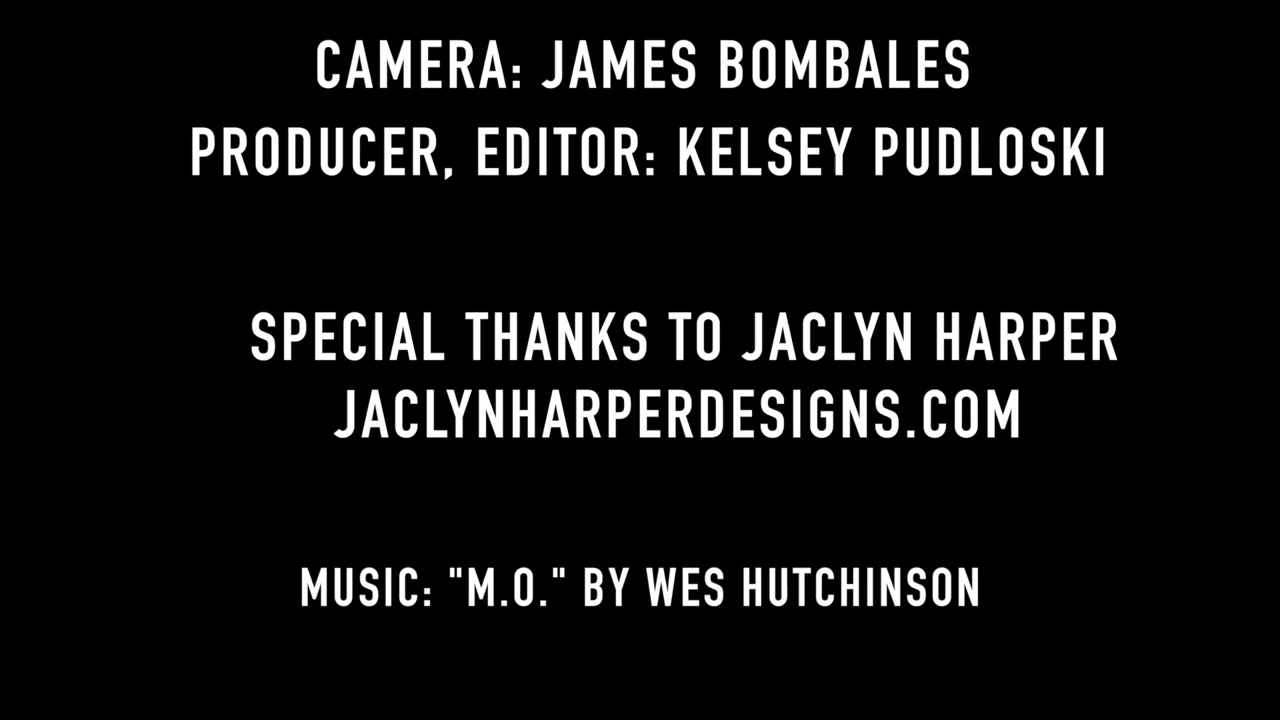 CAMERA: JAMES BOMBALES
PRODUCER, EDITOR: KELSEY PUDLOSKI
SPECIAL THANKS TO JACLYN HARPER
JACLYNHARPERDESIGNS.COM
MUSIC: "M.O." BY WES HUTCHINSON